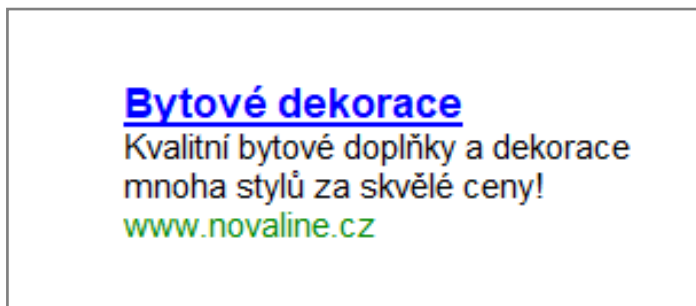 Bytové dekorace
Kvalitní bytové doplňky a dekorace
mnoha stylů za skvělé ceny!
www.novaline.cz